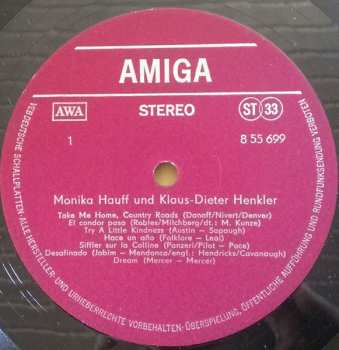 AMIGA
AWA
STEREO
ST 33
1
8 55 699
Monika Hauff und Klaus-Dieter Henkler
Take Me Home, Country Roads (Danoff/Nivert/Denver)
El condor pasa (Robles/Milchberg/dt.: M. Kunze)
Try A Little Kindness (Austin - Sapaugh)
Hace un año (Folklore - Leal)
Siffler sur la Colline (Panzeri/Pilot - Pace)
Desafinado (Jobim - Mendonca/engl.: Hendricks/Cavanaugh)
Dream (Mercer - Mercer)
VEB DEUTSCHE SCHALLPLATTEN · ALLE HERSTELLER- UND URHEBERRECHTE VORBEHALTEN · ÜBERSPIELUNG, ÖFFENTLICHE AUFFÜHRUNG UND RUNDFUNKSENDUNG VERBOTEN